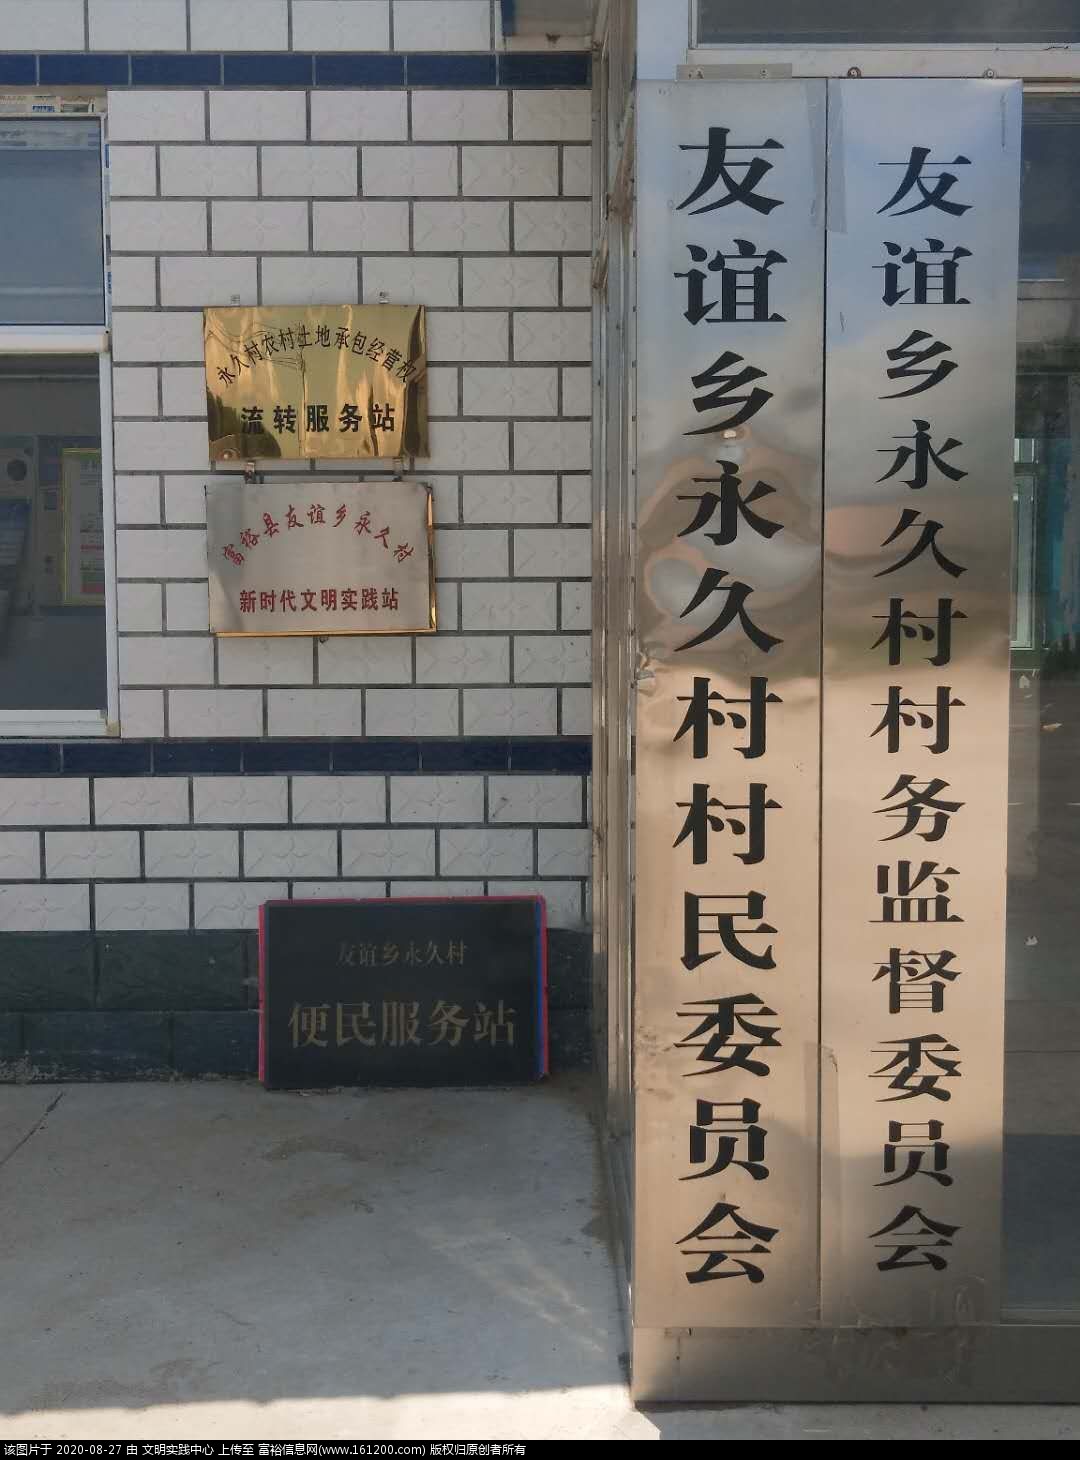 永久村农村土地承包经营权
流转服务站
富裕县友谊乡永久村
新时代文明实践站
友谊乡永久村
便民服务站
友谊乡永久村村民委员会
友谊乡永久村村务监督委员会
该图片于 2020-08-27 由 文明实践中心 上传至 富裕信息网(www.161200.com) 版权归原创者所有